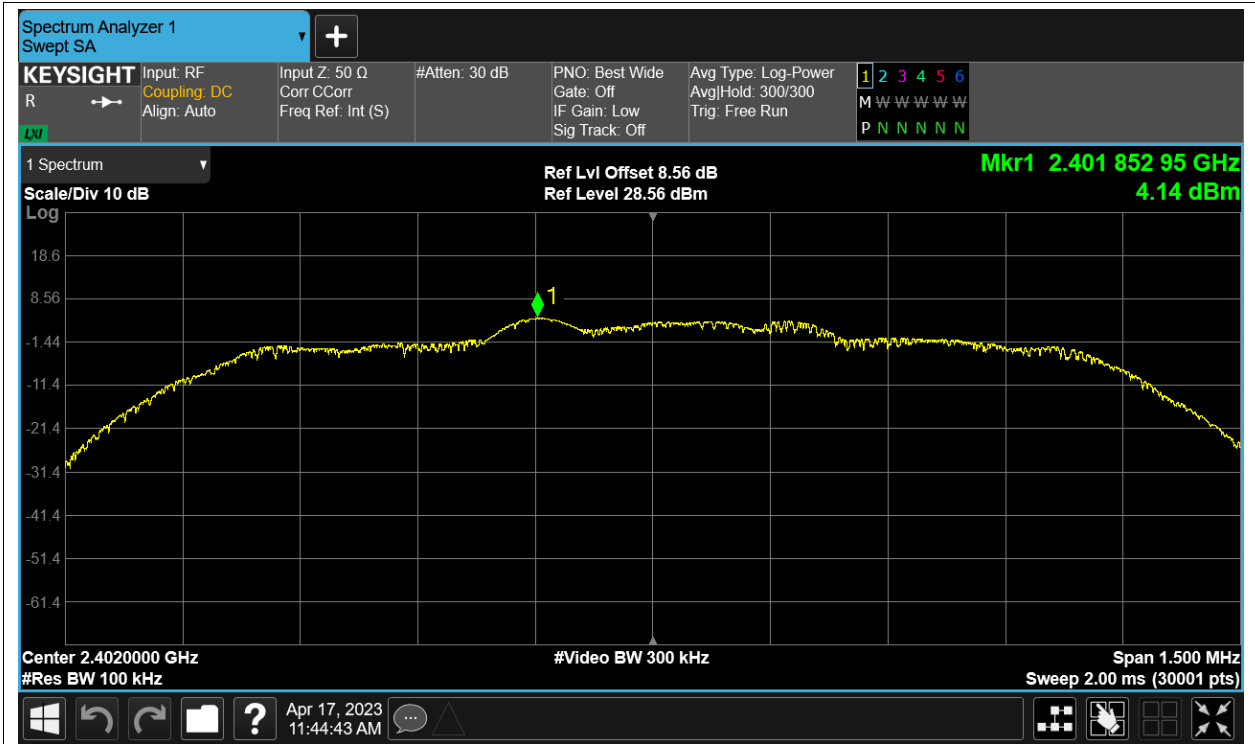 Spectrum Analyzer 1
Swept SA
+
KEYSIGHT
R
LXI
Input: RF
Coupling: DC
Align: Auto
Input Z: 50 Ω
Corr CCorr
Freq Ref: Int (S)
#Atten: 30 dB
PNO: Best Wide
Gate: Off
IF Gain: Low
Sig Track: Off
Avg Type: Log-Power
Avg|Hold: 300/300
Trig: Free Run
1 2 3 4 5 6
M W W W W W
P N N N N N
1 Spectrum
Scale/Div 10 dB
Ref Lvl Offset 8.56 dB
Ref Level 28.56 dBm
Mkr1 2.401 852 95 GHz
4.14 dBm
Log
18.6
8.56
-1.44
-11.4
-21.4
-31.4
-41.4
-51.4
-61.4
1
Center 2.4020000 GHz
#Res BW 100 kHz
#Video BW 300 kHz
Span 1.500 MHz
Sweep 2.00 ms (30001 pts)
?
Apr 17, 2023
11:44:43 AM